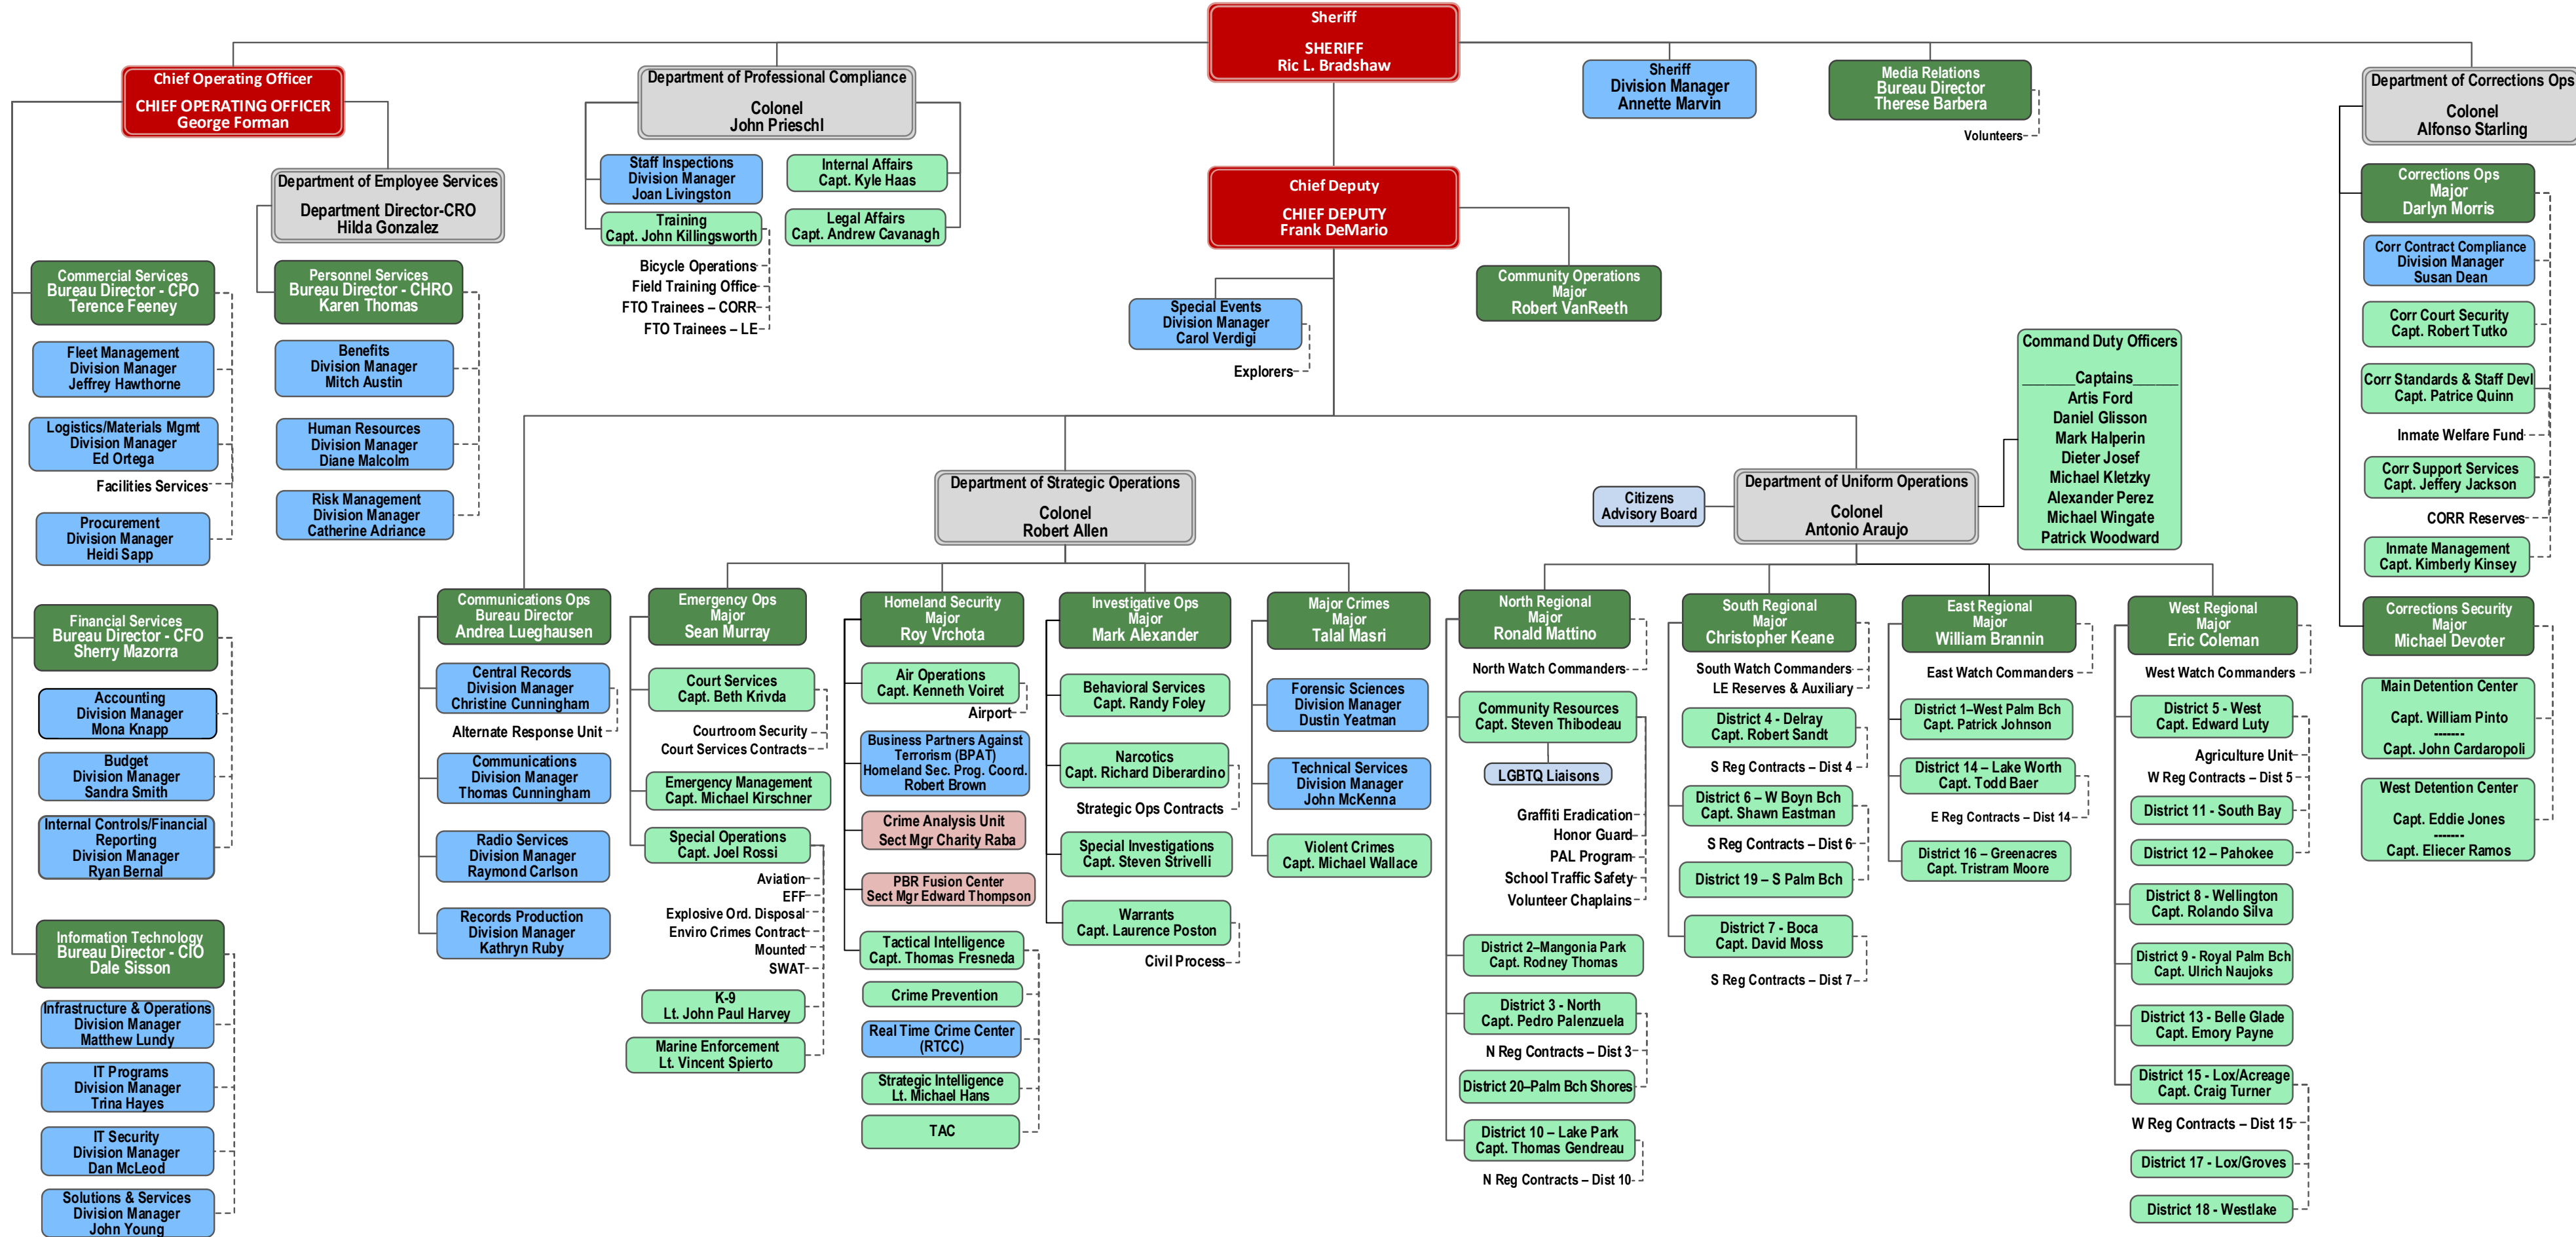 Sheriff
SHERIFF
Ric L. Bradshaw
Chief Operating Officer
CHIEF OPERATING OFFICER
George Forman
Department of Professional Compliance
Colonel
John Prieschl
Sheriff
Division Manager
Annette Marvin
Media Relations
Bureau Director
Therese Barbera
Volunteers
Department of Corrections Ops
Colonel
Alfonso Starling
Department of Employee Services
Department Director-CRO
Hilda Gonzalez
Commercial Services
Bureau Director - CPO
Terence Feeney
Fleet Management
Division Manager
Jeffrey Hawthorne
Logistics/Materials Mgmt
Division Manager
Ed Ortega
Facilities Services
Procurement
Division Manager
Heidi Sapp
Financial Services
Bureau Director - CFO
Sherry Mazorra
Accounting
Division Manager
Mona Knapp
Budget
Division Manager
Sandra Smith
Internal Controls/Financial
Reporting
Division Manager
Ryan Bernal
Information Technology
Bureau Director - CIO
Dale Sisson
Infrastructure & Operations
Division Manager
Matthew Lundy
IT Programs
Division Manager
Trina Hayes
IT Security
Division Manager
Dan McLeod
Solutions & Services
Division Manager
John Young
Personnel Services
Bureau Director - CHRO
Karen Thomas
Benefits
Division Manager
Mitch Austin
Human Resources
Division Manager
Diane Malcolm
Risk Management
Division Manager
Catherine Adriance
Staff Inspections
Division Manager
Joan Livingston
Training
Capt. John Killingsworth
Bicycle Operations
Field Training Office
FTO Trainees – CORR
FTO Trainees – LE
Internal Affairs
Capt. Kyle Haas
Legal Affairs
Capt. Andrew Cavanagh
Chief Deputy
CHIEF DEPUTY
Frank DeMario
Special Events
Division Manager
Carol Verdigi
Explorers
Community Operations
Major
Robert VanReeth
Communications Ops
Bureau Director
Andrea Lueghausen
Central Records
Division Manager
Christine Cunningham
Alternate Response Unit
Communications
Division Manager
Thomas Cunningham
Radio Services
Division Manager
Raymond Carlson
Records Production
Division Manager
Kathryn Ruby
Department of Strategic Operations
Colonel
Robert Allen
Emergency Ops
Major
Sean Murray
Court Services
Capt. Beth Krivda
Courtroom Security
Court Services Contracts
Emergency Management
Capt. Michael Kirschner
Special Operations
Capt. Joel Rossi
Aviation
EFF
Explosive Ord. Disposal
Enviro Crimes Contract
Mounted
SWAT
K-9
Lt. John Paul Harvey
Marine Enforcement
Lt. Vincent Spierto
Homeland Security
Major
Roy Vrchota
Air Operations
Capt. Kenneth Voiret
Airport
Business Partners Against
Terrorism (BPAT)
Homeland Sec. Prog. Coord.
Robert Brown
Crime Analysis Unit
Sect Mgr Charity Raba
PBR Fusion Center
Sect Mgr Edward Thompson
Tactical Intelligence
Capt. Thomas Fresneda
Crime Prevention
Real Time Crime Center
(RTCC)
Strategic Intelligence
Lt. Michael Hans
TAC
Investigative Ops
Major
Mark Alexander
Behavioral Services
Capt. Randy Foley
Narcotics
Capt. Richard Diberardino
Strategic Ops Contracts
Special Investigations
Capt. Steven Strivelli
Warrants
Capt. Laurence Poston
Civil Process
Major Crimes
Major
Talal Masri
Forensic Sciences
Division Manager
Dustin Yeatman
Technical Services
Division Manager
John McKenna
Violent Crimes
Capt. Michael Wallace
Citizens
Advisory Board
Department of Uniform Operations
Colonel
Antonio Araujo
Command Duty Officers
_______Captains______
Artis Ford
Daniel Glisson
Mark Halperin
Dieter Josef
Michael Kletzky
Alexander Perez
Michael Wingate
Patrick Woodward
North Regional
Major
Ronald Mattino
North Watch Commanders
Community Resources
Capt. Steven Thibodeau
LGBTQ Liaisons
Graffiti Eradication
Honor Guard
PAL Program
School Traffic Safety
Volunteer Chaplains
District 2–Mangonia Park
Capt. Rodney Thomas
District 3 - North
Capt. Pedro Palenzuela
N Reg Contracts – Dist 3
District 20–Palm Bch Shores
District 10 – Lake Park
Capt. Thomas Gendreau
N Reg Contracts – Dist 10
South Regional
Major
Christopher Keane
South Watch Commanders
LE Reserves & Auxiliary
District 4 - Delray
Capt. Robert Sandt
S Reg Contracts – Dist 4
District 6 – W Boyn Bch
Capt. Shawn Eastman
S Reg Contracts – Dist 6
District 19 – S Palm Bch
District 7 - Boca
Capt. David Moss
S Reg Contracts – Dist 7
East Regional
Major
William Brannin
East Watch Commanders
District 1–West Palm Bch
Capt. Patrick Johnson
District 14 – Lake Worth
Capt. Todd Baer
E Reg Contracts – Dist 14
District 16 – Greenacres
Capt. Tristram Moore
West Regional
Major
Eric Coleman
West Watch Commanders
District 5 - West
Capt. Edward Luty
Agriculture Unit
W Reg Contracts – Dist 5
District 11 - South Bay
District 12 – Pahokee
District 8 - Wellington
Capt. Rolando Silva
District 9 - Royal Palm Bch
Capt. Ulrich Naujoks
District 13 - Belle Glade
Capt. Emory Payne
District 15 - Lox/Acreage
Capt. Craig Turner
W Reg Contracts – Dist 15
District 17 - Lox/Groves
District 18 - Westlake
Corrections Ops
Major
Darlyn Morris
Corr Contract Compliance
Division Manager
Susan Dean
Corr Court Security
Capt. Robert Tutko
Corr Standards & Staff Devl
Capt. Patrice Quinn
Inmate Welfare Fund
Corr Support Services
Capt. Jeffery Jackson
CORR Reserves
Inmate Management
Capt. Kimberly Kinsey
Corrections Security
Major
Michael Devoter
Main Detention Center
Capt. William Pinto
-------
Capt. John Cardaropoli
West Detention Center
Capt. Eddie Jones
-------
Capt. Eliecer Ramos